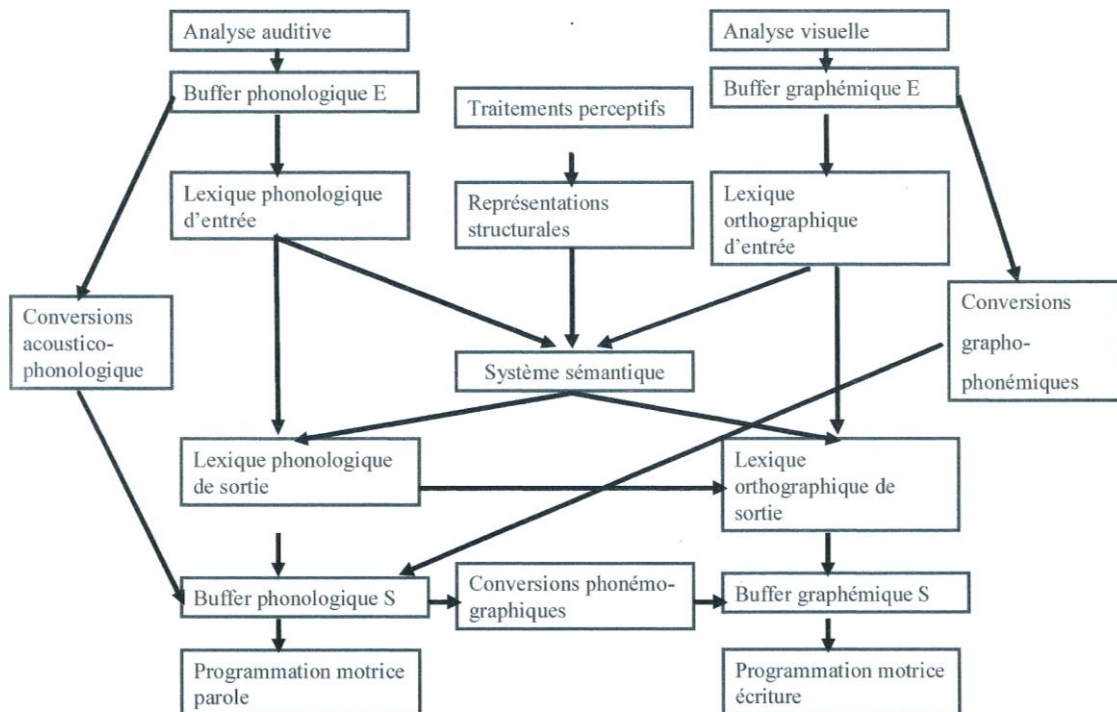 Analyse auditive
Analyse visuelle
Buffer phonologique E
Traitements perceptifs
Buffer graphémique E
Lexique phonologique
d'entrée
Représentations
structurales
Lexique
orthographique
d'entrée
Conversions
acoustico-
phonologique
Système sémantique
Conversions
grapho-
phonémiques
Lexique phonologique
de sortie
Lexique
orthographique de
sortie
Buffer phonologique S
Conversions phonémo-
graphiques
Buffer graphémique S
Programmation motrice
parole
Programmation motrice
écriture